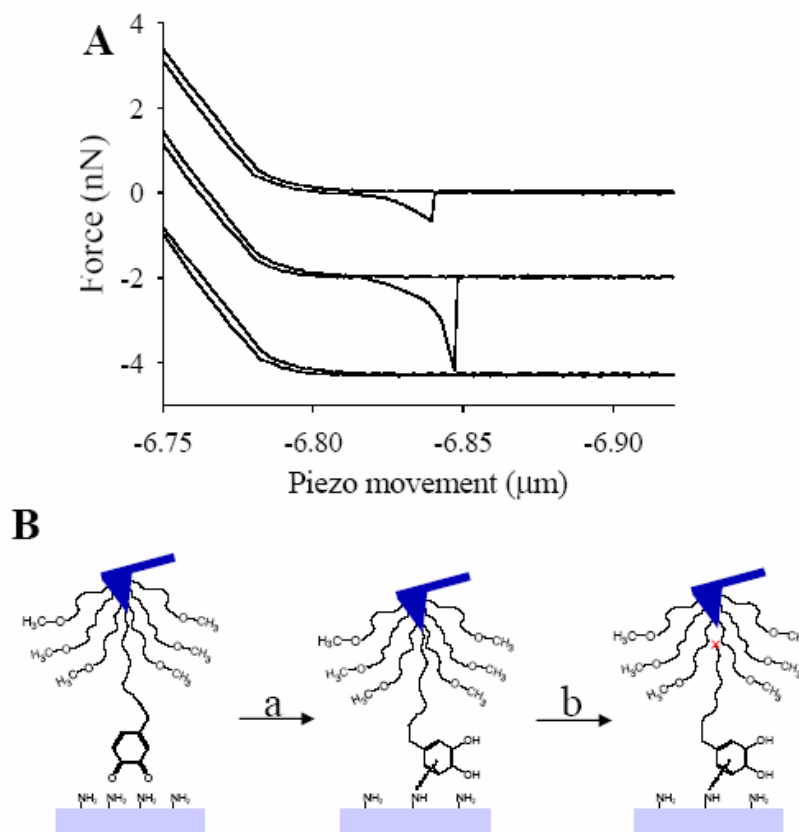 A
4
2
0
-2
-4
Force (nN)
-6.75 -6.80 -6.85 -6.90
Piezo movement (μm)
B
H₃C O O CH₃
H₃C O O CH₃
H₃C O O CH₃
O O
NH₂ NH₂ NH₂ NH₂
a
H₃C O O CH₃
H₃C O O CH₃
H₃C O O CH₃
OH
OH
NH₂ NH NH₂
b
H₃C O O CH₃
x
H₃C O O CH₃
H₃C O O CH₃
OH
OH
NH₂ NH NH₂